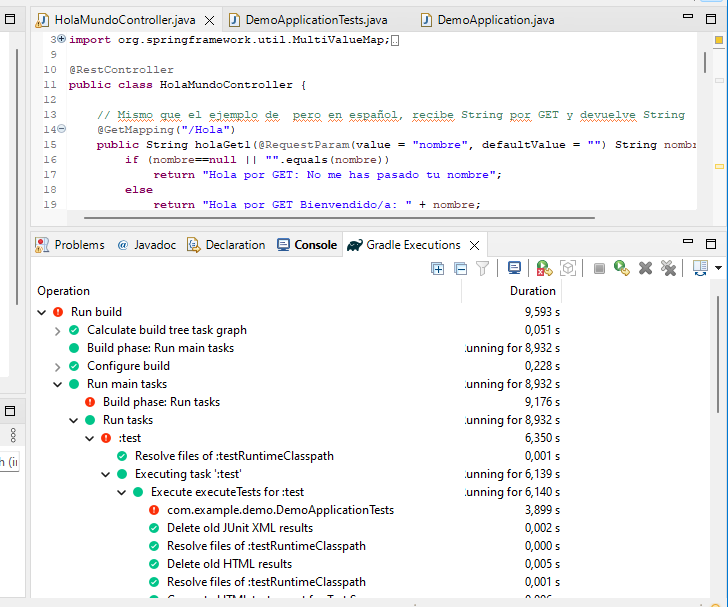 HolaMundoController.java
DemoApplicationTests.java
DemoApplication.java
3 import org.springframework.util.MultiValueMap;
9
10 @RestController
11 public class HolaMundoController {
12
13 // Mismo que el ejemplo de  pero en español, recibe String por GET y devuelve String
14 @GetMapping("/Hola")
15 public String holaGet1(@RequestParam(value = "nombre", defaultValue = "") String nombr
16 if (nombre==null || "".equals(nombre))
17 return "Hola por GET: No me has pasado tu nombre";
18 else
19 return "Hola por GET Bienvendido/a: " + nombre;
Problems
Javadoc
Declaration
Console
Gradle Executions
Operation Duration
Run build 9,593 s
Calculate build tree task graph 0,051 s
Build phase: Run main tasks unning for 8,932 s
Configure build 0,228 s
Run main tasks unning for 8,932 s
Build phase: Run tasks 9,176 s
Run tasks unning for 8,932 s
:test 6,350 s
Resolve files of :testRuntimeClasspath 0,001 s
Executing task ':test' unning for 6,139 s
Execute executeTests for :test unning for 6,140 s
com.example.demo.DemoApplicationTests 3,899 s
Delete old JUnit XML results 0,002 s
Resolve files of :testRuntimeClasspath 0,000 s
Delete old HTML results 0,005 s
Resolve files of :testRuntimeClasspath 0,001 s